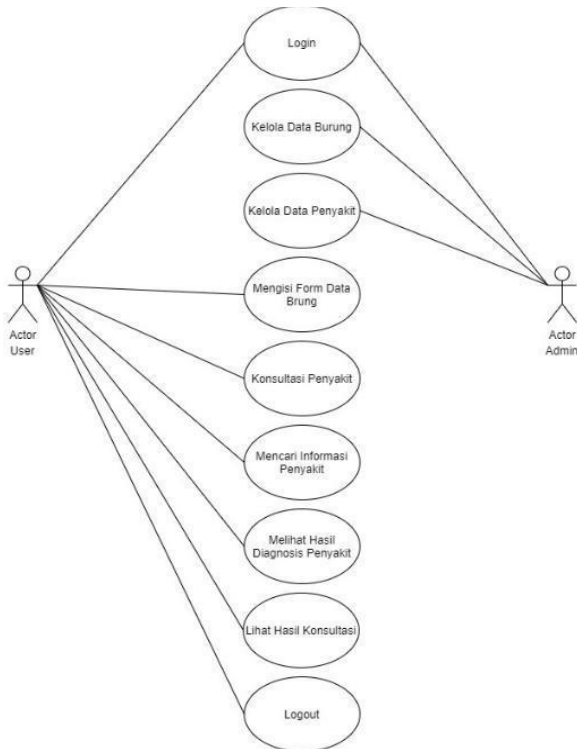 Login
Kelola Data Burung
Kelola Data Penyakit
Mengisi Form Data
Brung
Actor
User
Actor
Admin
Konsultasi Penyakit
Mencari Informasi
Penyakit
Melihat Hasil
Diagnosis Penyakit
Lihat Hasil Konsultasi
Logout